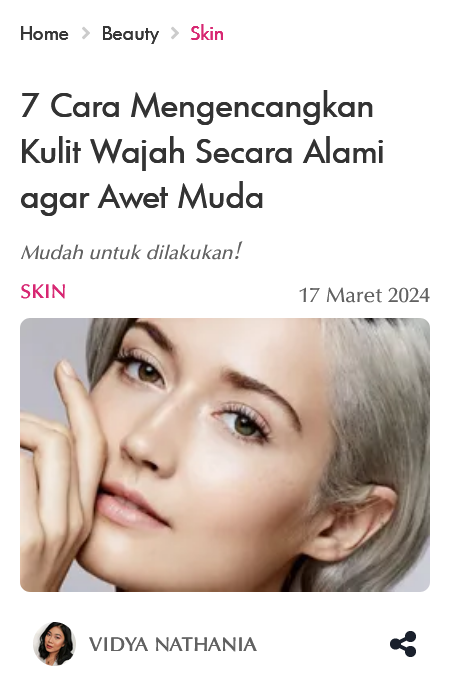 Home > Beauty > Skin
7 Cara Mengencangkan
Kulit Wajah Secara Alami
agar Awet Muda
Mudah untuk dilakukan!
SKIN 17 Maret 2024
VIDYA NATHANIA